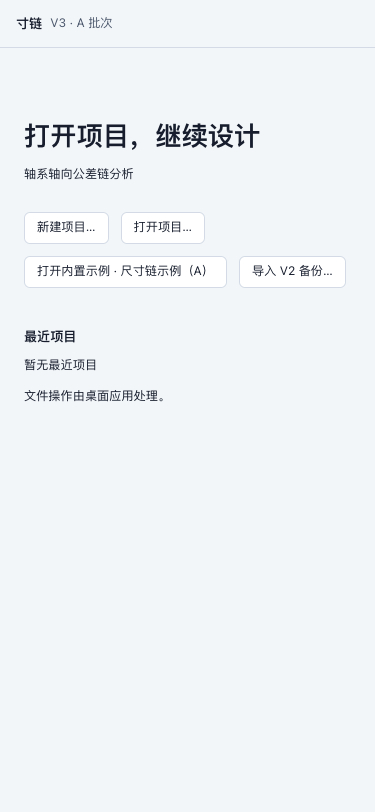 寸链 V3 · A 批次
打开项目，继续设计
轴系轴向公差链分析
新建项目... 打开项目...
打开内置示例 · 尺寸链示例（A） 导入 V2 备份...
最近项目
暂无最近项目
文件操作由桌面应用处理。